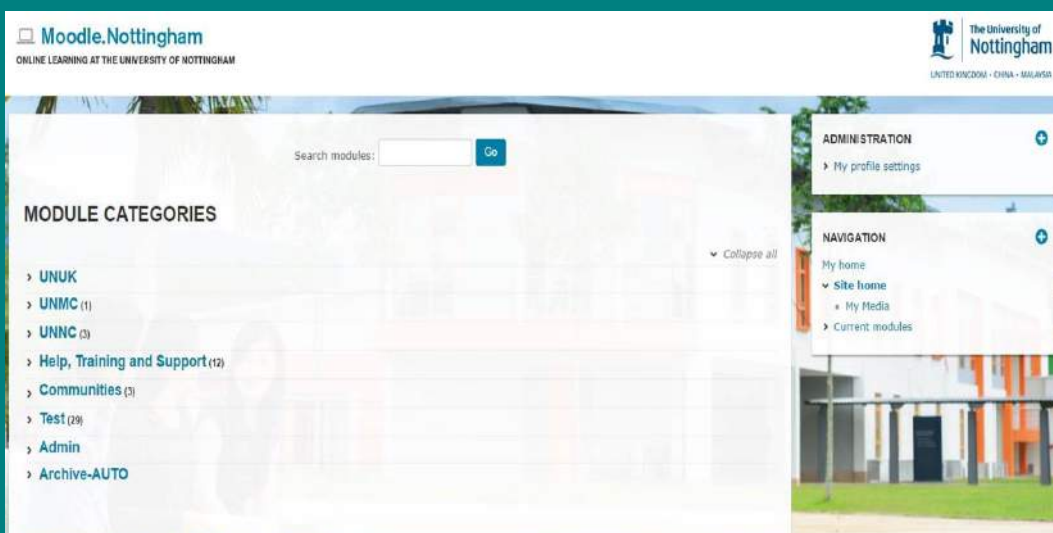 Moodle.Nottingham
ONLINE LEARNING AT THE UNIVERSITY OF NOTTINGHAM
The University of
Nottingham
UNITED KINGDOM · CHINA · MALAYSIA
Search modules:
Go
MODULE CATEGORIES
Collapse all
UNUK
UNMC (1)
UNNC (3)
Help, Training and Support (12)
Communities (3)
Test (29)
Admin
Archive-AUTO
ADMINISTRATION
My profile settings
NAVIGATION
My home
Site home
My Media
Current modules